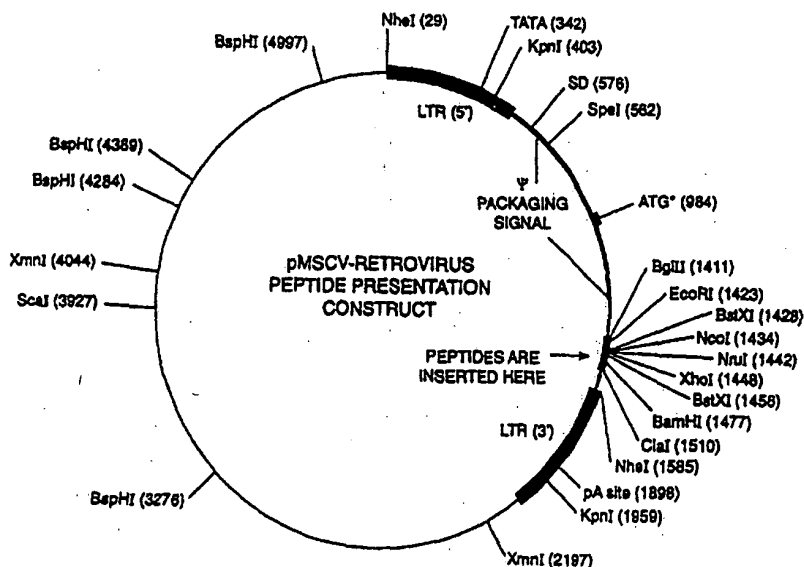 NheI (29)
TATA (342)
KpnI (403)
SD (576)
SpeI (562)
LTR (5')
BspHI (4997)
BspHI (4369)
BspHI (4284)
Ψ
PACKAGING
SIGNAL
ATG° (984)
XmnI (4044)
ScaI (3927)
pMSCV-RETROVIRUS
PEPTIDE PRESENTATION
CONSTRUCT
BglII (1411)
EcoRI (1423)
BstXI (1428)
NcoI (1434)
NruI (1442)
XhoI (1448)
BstXI (1456)
BamHI (1477)
ClaI (1510)
NheI (1585)
PEPTIDES ARE
INSERTED HERE
LTR (3')
pA site (1898)
KpnI (1959)
BspHI (3276)
XmnI (2197)